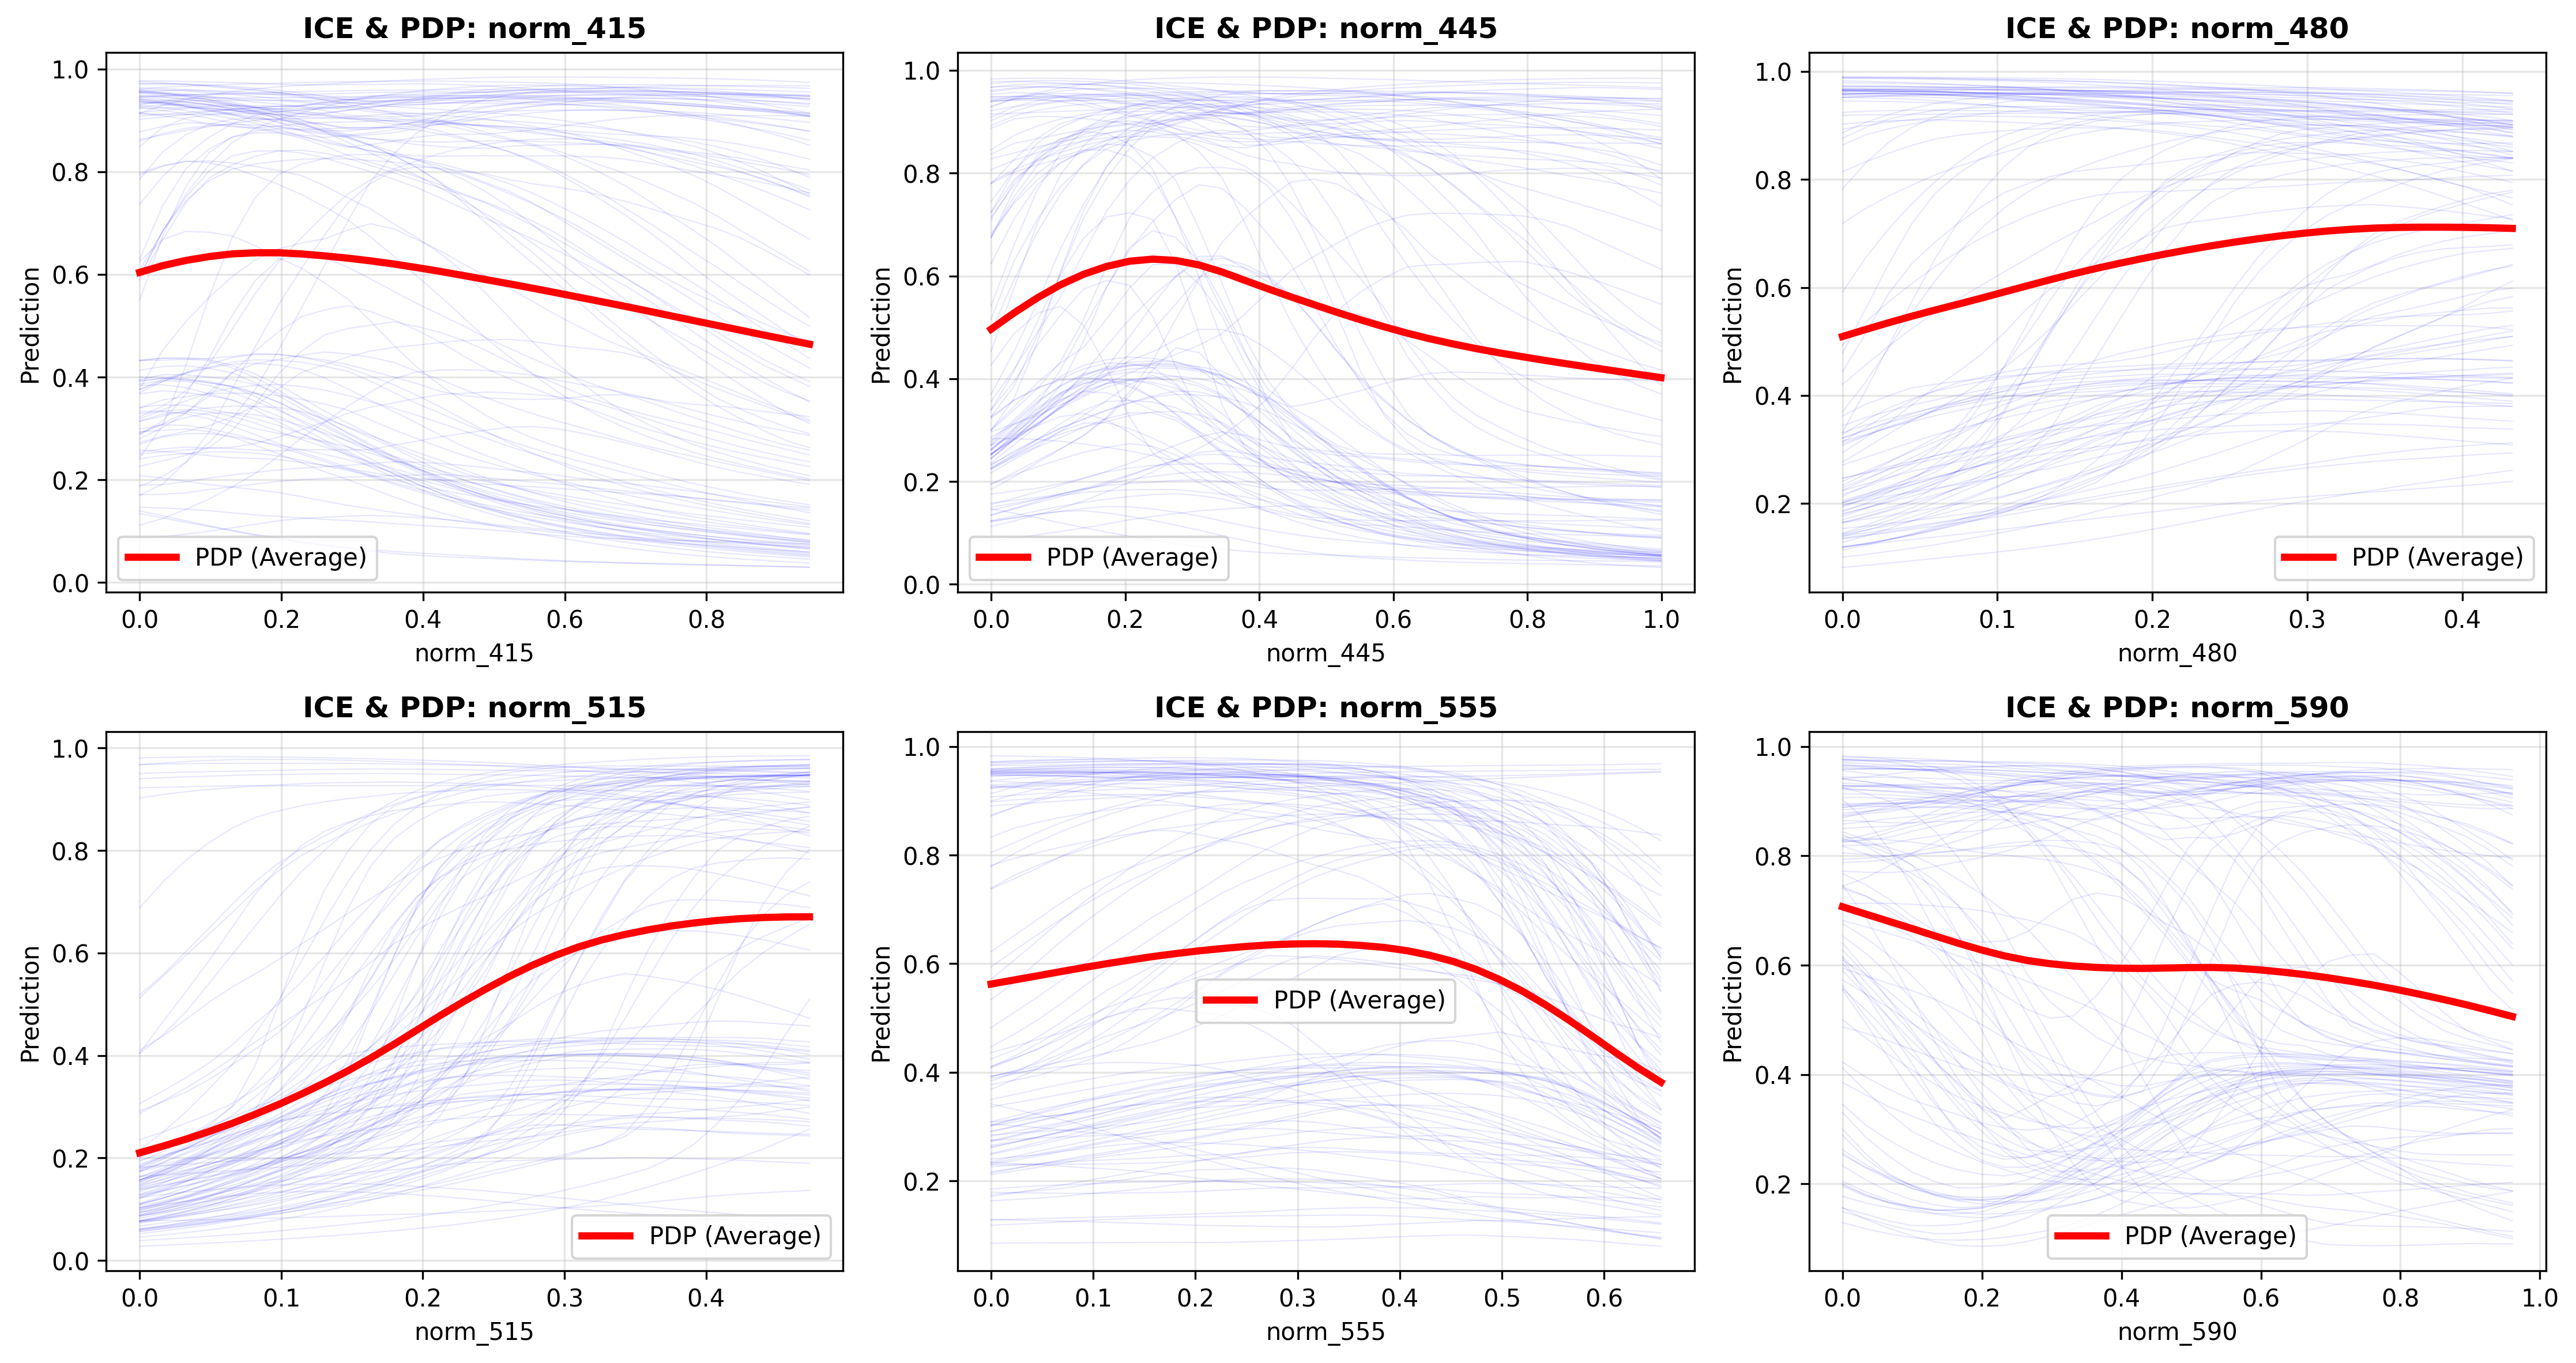 ICE & PDP: norm_415
Prediction
1.0
0.8
0.6
0.4
0.2
0.0
PDP (Average)
0.0 0.2 0.4 0.6 0.8
norm_415
ICE & PDP: norm_445
Prediction
1.0
0.8
0.6
0.4
0.2
0.0
PDP (Average)
0.0 0.2 0.4 0.6 0.8 1.0
norm_445
ICE & PDP: norm_480
Prediction
1.0
0.8
0.6
0.4
0.2
PDP (Average)
0.0 0.1 0.2 0.3 0.4
norm_480
ICE & PDP: norm_515
Prediction
1.0
0.8
0.6
0.4
0.2
0.0
PDP (Average)
0.0 0.1 0.2 0.3 0.4
norm_515
ICE & PDP: norm_555
Prediction
1.0
0.8
0.6
0.4
0.2
PDP (Average)
0.0 0.1 0.2 0.3 0.4 0.5 0.6
norm_555
ICE & PDP: norm_590
Prediction
1.0
0.8
0.6
0.4
0.2
PDP (Average)
0.0 0.2 0.4 0.6 0.8 1.0
norm_590